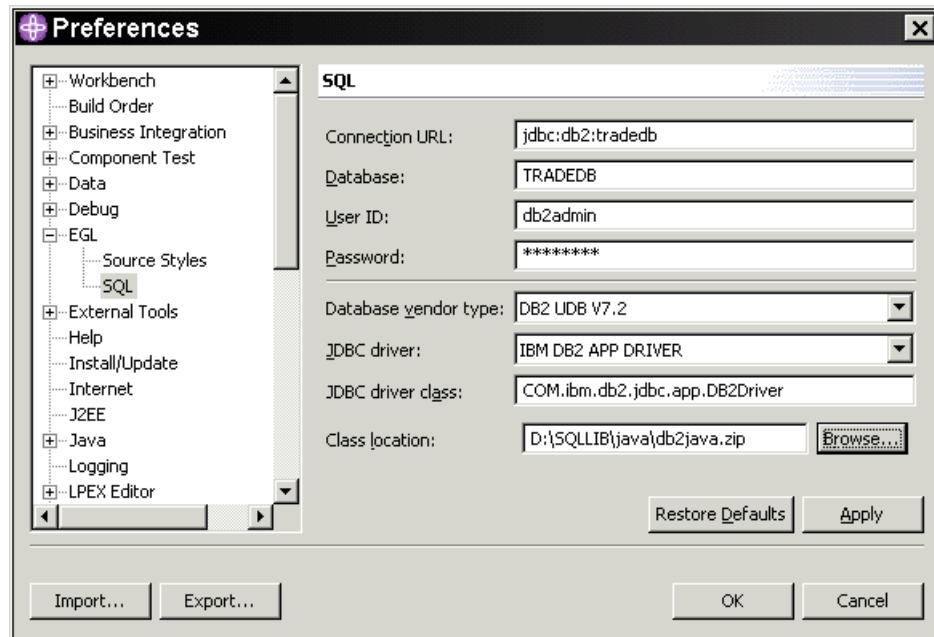 Preferences
Workbench
Build Order
Business Integration
Component Test
Data
Debug
EGL
Source Styles
SQL
External Tools
Help
Install/Update
Internet
J2EE
Java
Logging
LPEX Editor
SQL
Connection URL: jdbc:db2:tradedb
Database: TRADEDB
User ID: db2admin
Password: ********
Database vendor type: DB2 UDB V7.2
JDBC driver: IBM DB2 APP DRIVER
JDBC driver class: COM.ibm.db2.jdbc.app.DB2Driver
Class location: D:\SQLLIB\java\db2java.zip Browse...
Restore Defaults Apply
Import... Export... OK Cancel